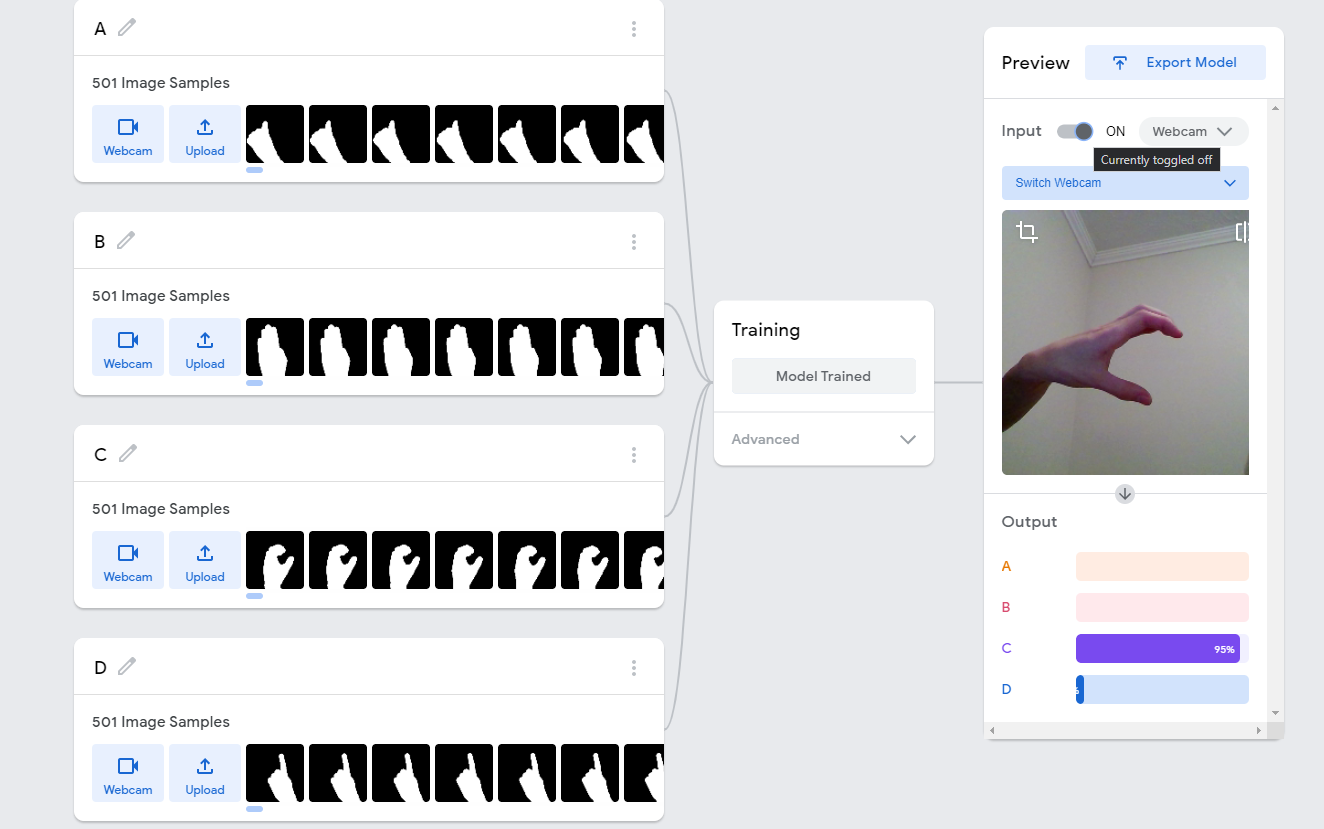 A
501 Image Samples
Webcam
Upload
B
501 Image Samples
Webcam
Upload
C
501 Image Samples
Webcam
Upload
D
501 Image Samples
Webcam
Upload
Training
Model Trained
Advanced
Preview
Export Model
Input ON Webcam
Currently toggled off
Switch Webcam
Output
A
B
C 95%
D